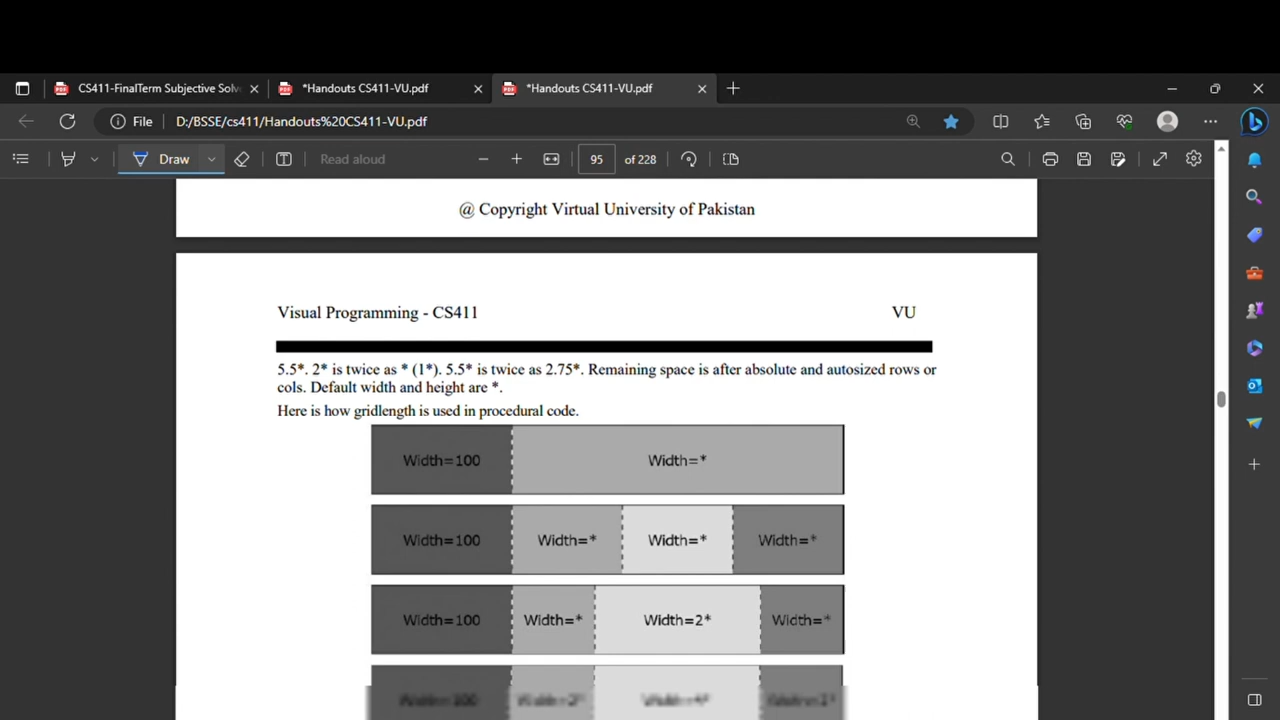 CS411-FinalTerm Subjective Solv
*Handouts CS411-VU.pdf
*Handouts CS411-VU.pdf
File
D:/BSSE/cs411/Handouts%20CS411-VU.pdf
Draw
Read aloud
95 of 228
@ Copyright Virtual University of Pakistan
Visual Programming - CS411 VU
5.5*. 2* is twice as * (1*). 5.5* is twice as 2.75*. Remaining space is after absolute and autosized rows or
cols. Default width and height are *.
Here is how gridlength is used in procedural code.
Width=100 Width=*
Width=100 Width=* Width=* Width=*
Width=100 Width=* Width=2* Width=*